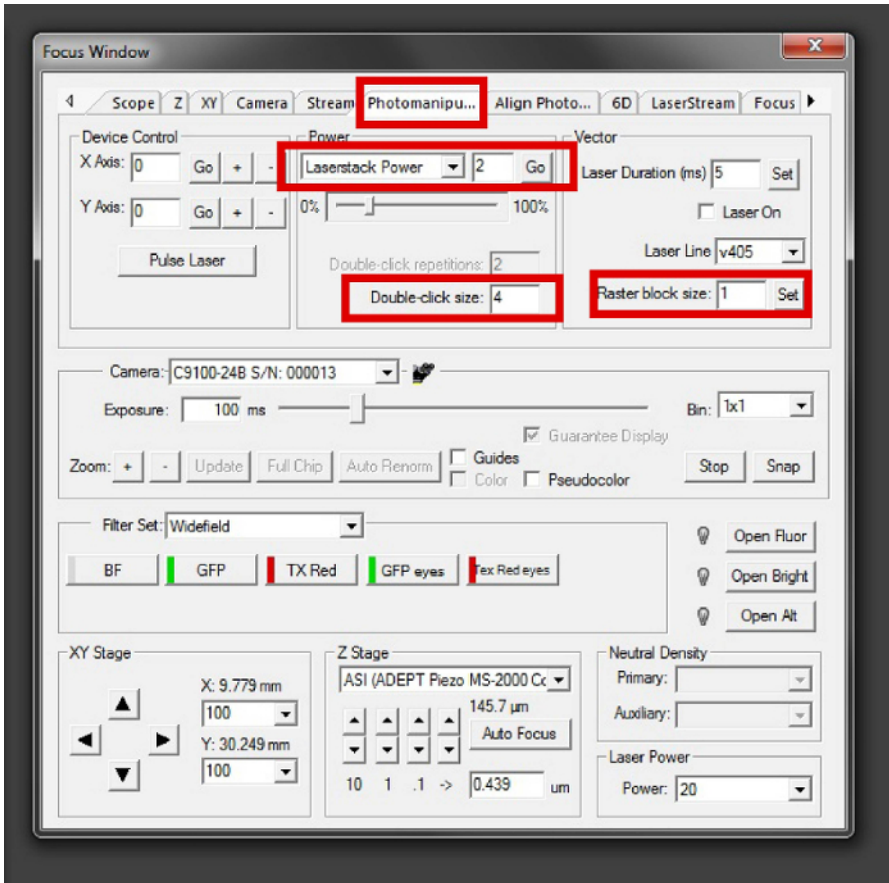 Focus Window
Scope Z XY Camera Stream Photomanipu... Align Photo... 6D LaserStream Focus
Device Control
X Axis: 0 Go + -
Y Axis: 0 Go + -
Pulse Laser
Power
Laserstack Power 2 Go
0% 100%
Double-click repetitions: 2
Double-click size: 4
Vector
Laser Duration (ms) 5 Set
Laser On
Laser Line v405
Raster block size: 1 Set
Camera: C9100-24B S/N: 000013
Exposure: 100 ms
Bin: 1x1
Guarantee Display
Zoom: + - Update Full Chip Auto Renorm
Guides
Color Pseudocolor
Stop Snap
Filter Set: Widefield
BF GFP TX Red GFP eyes Tex Red eyes
Open Fluor
Open Bright
Open Alt
XY Stage
X: 9.779 mm
100
Y: 30.249 mm
100
Z Stage
ASI (ADEPT Piezo MS-2000 Cc
145.7 µm
Auto Focus
10 1 .1 -> 0.439 um
Neutral Density
Primary:
Auxiliary:
Laser Power
Power: 20